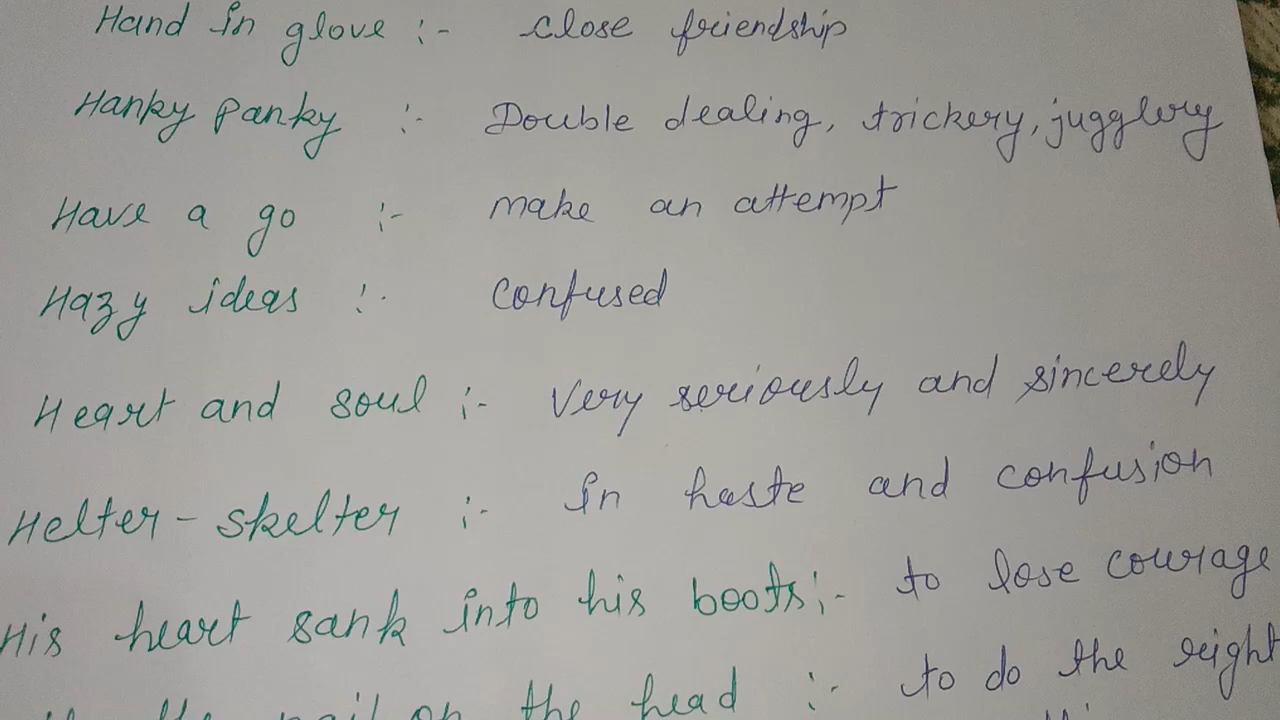 Hand in glove :- close friendship
Hanky panky :- Double dealing, trickery, jugglery
Have a go :- make an attempt
Hazy ideas :- confused
Heart and soul :- Very seriously and sincerely
Helter-skelter :- In haste and confusion
His heart sank into his boots :- to lose courage
nail on the head :- to do the right